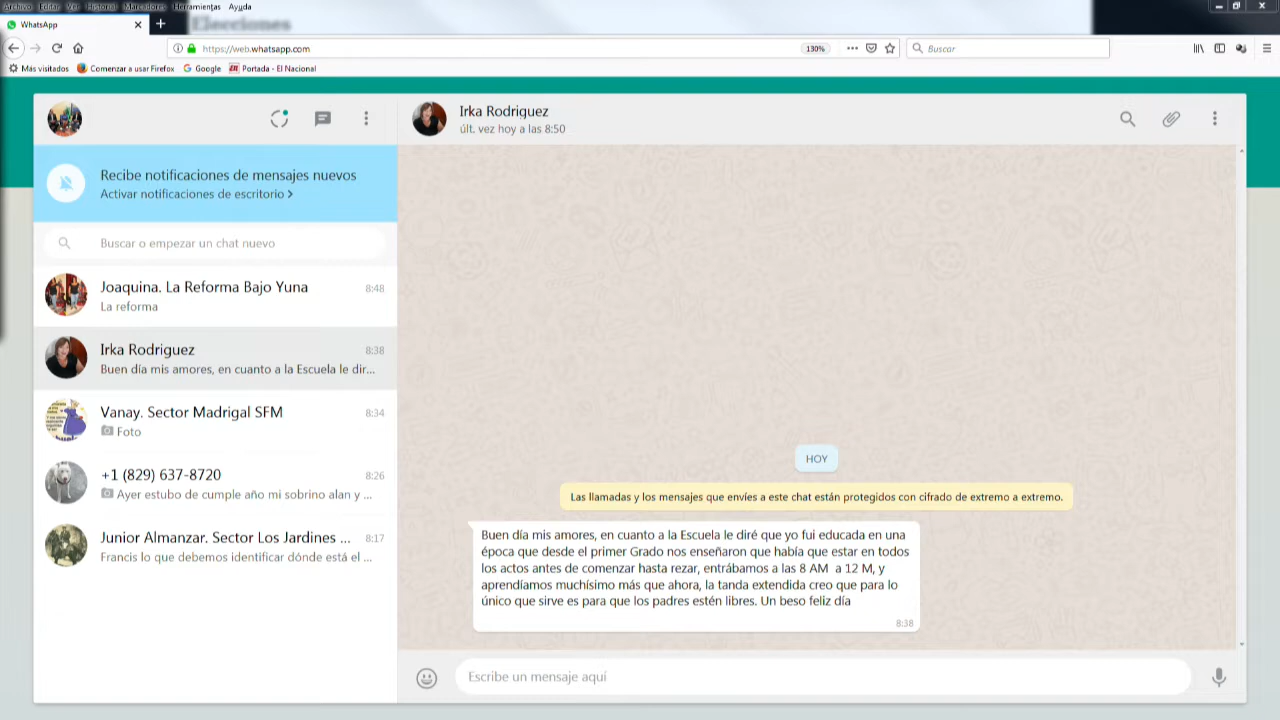 Archivo Editar Ver Historial Marcadores Herramientas Ayuda
WhatsApp
Elecciones
https://web.whatsapp.com
130%
Buscar
Más visitados Comenzar a usar Firefox Google Portada - El Nacional
Irka Rodriguez
últ. vez hoy a las 8:50
Recibe notificaciones de mensajes nuevos
Activar notificaciones de escritorio >
Buscar o empezar un chat nuevo
Joaquina. La Reforma Bajo Yuna 8:48
La reforma
Irka Rodriguez 8:38
Buen día mis amores, en cuanto a la Escuela le dir...
Vanay. Sector Madrigal SFM 8:34
Foto
+1 (829) 637-8720 8:26
Ayer estubo de cumple año mi sobrino alan y ...
Junior Almanzar. Sector Los Jardines ... 8:17
Francis lo que debemos identificar dónde está el ...
HOY
Las llamadas y los mensajes que envíes a este chat están protegidos con cifrado de extremo a extremo.
Buen día mis amores, en cuanto a la Escuela le diré que yo fui educada en una
época que desde el primer Grado nos enseñaron que había que estar en todos
los actos antes de comenzar hasta rezar, entrábamos a las 8 AM a 12 M, y
aprendíamos muchísimo más que ahora, la tanda extendida creo que para lo
único que sirve es para que los padres estén libres. Un beso feliz día
8:38
Escribe un mensaje aquí